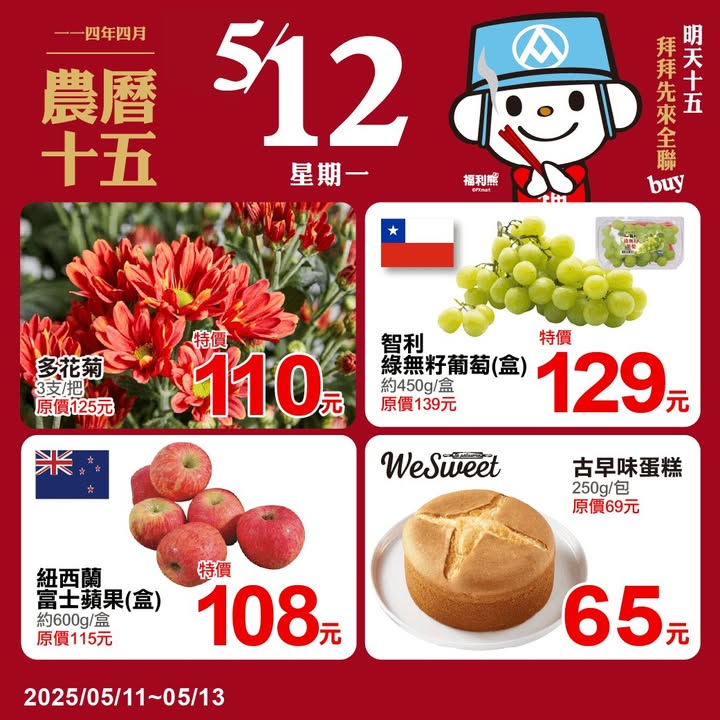 一一四年四月
農曆
十五
5/12
星期一
明天十五
拜拜先來全聯
buy
福利熊
©PXmart
多花菊
3支/把
原價125元
特價
110元
智利
綠無籽葡萄(盒)
約450g/盒
原價139元
特價
129元
紐西蘭
富士蘋果(盒)
約600g/盒
原價115元
特價
108元
WeSweet
古早味蛋糕
250g/包
原價69元
65元
2025/05/11~05/13